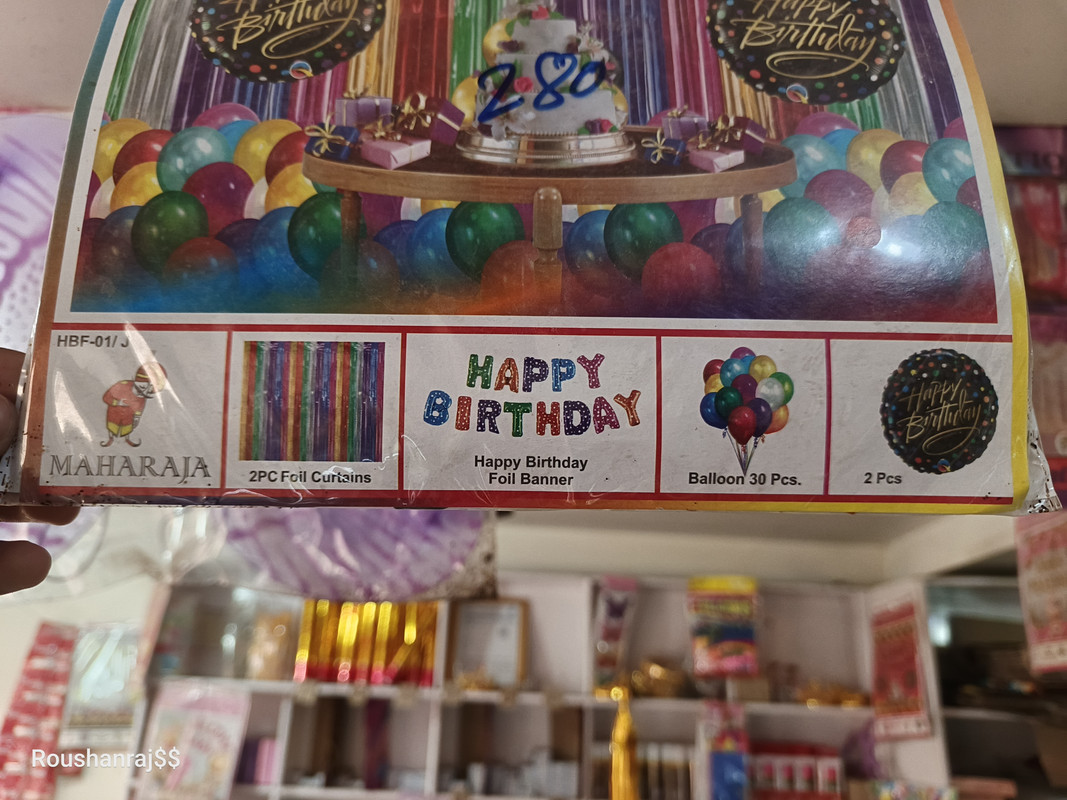 Happy
Birthday
Happy
Birthday
280
HBF-01/ J
MAHARAJA
2PC Foil Curtains
HAPPY
BIRTHDAY
Happy Birthday
Foil Banner
Balloon 30 Pcs.
Happy
Birthday
2 Pcs
Roushanraj$$